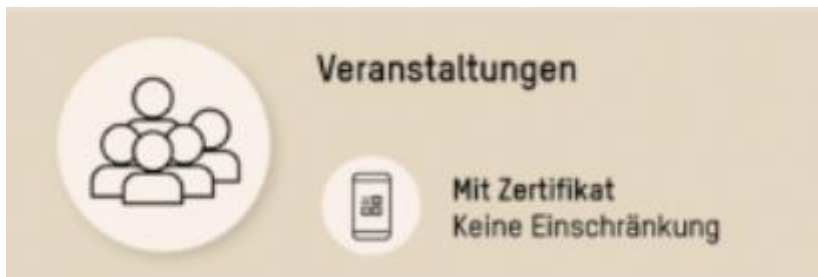 Veranstaltungen
Mit Zertifikat
Keine Einschränkung